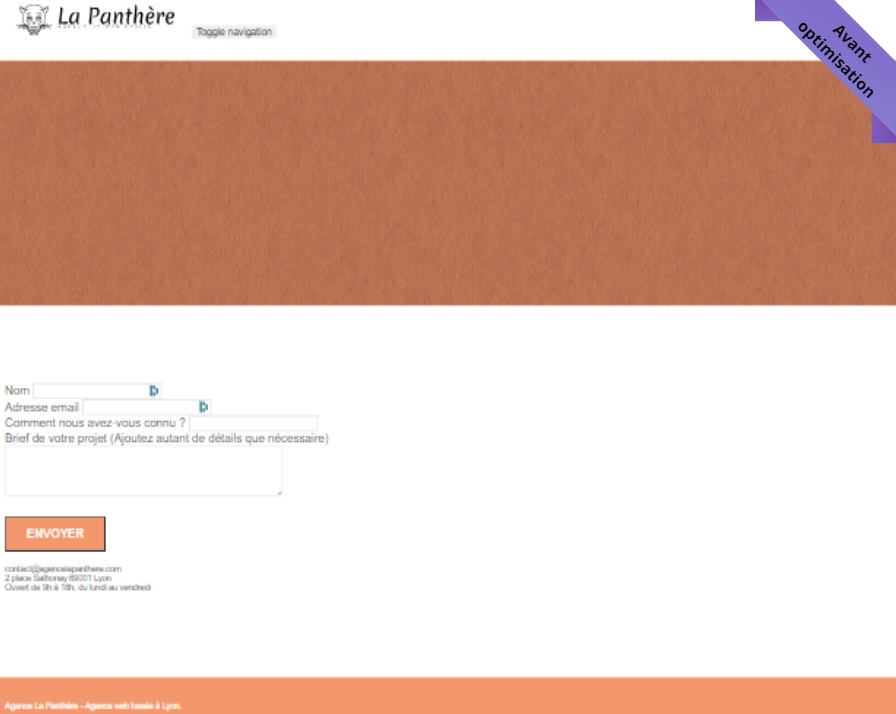 La Panthère
Toggle navigation
Avant
optimisation
Nom
Adresse email
Comment nous avez-vous connu ?
Brief de votre projet (Ajoutez autant de détails que nécessaire)
ENVOYER
contact@agencelapanthere.com
2 place Sathonay 69001 Lyon
Ouvert de 9h à 18h, du lundi au vendredi
Agence La Panthère - Agence web basée à Lyon.